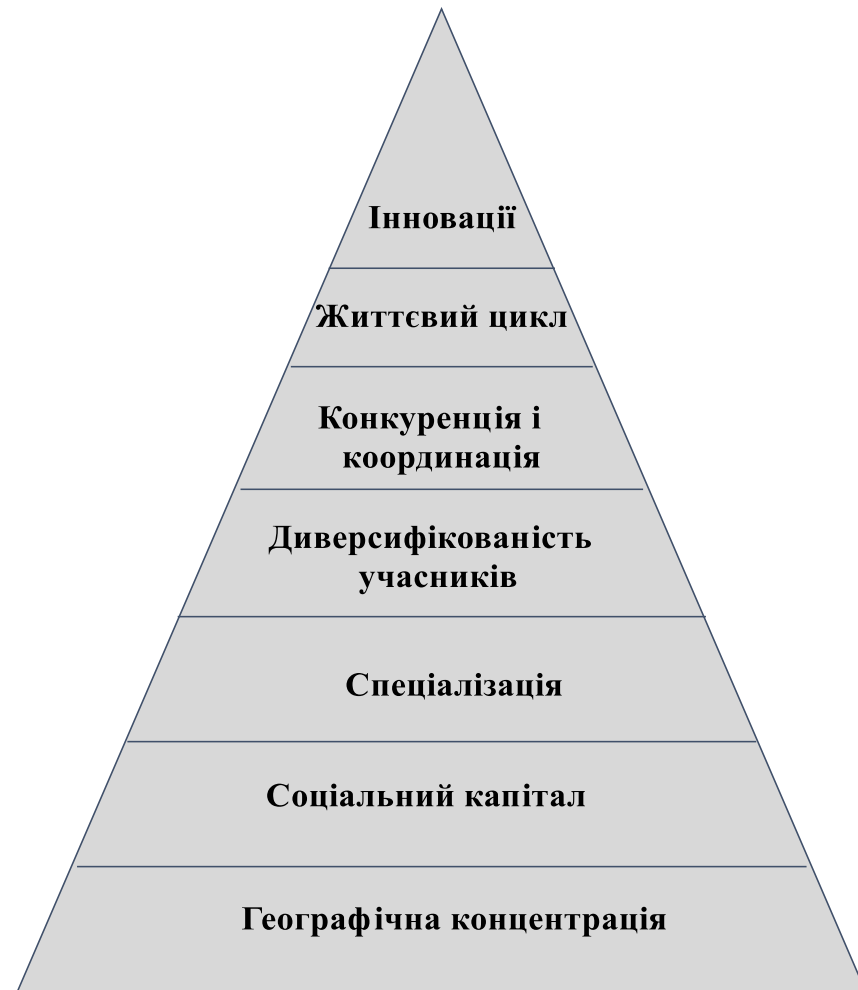 Інновації
Життєвий цикл
Конкуренція і
координація
Диверсифікованість
учасників
Спеціалізація
Соціальний капітал
Географічна концентрація